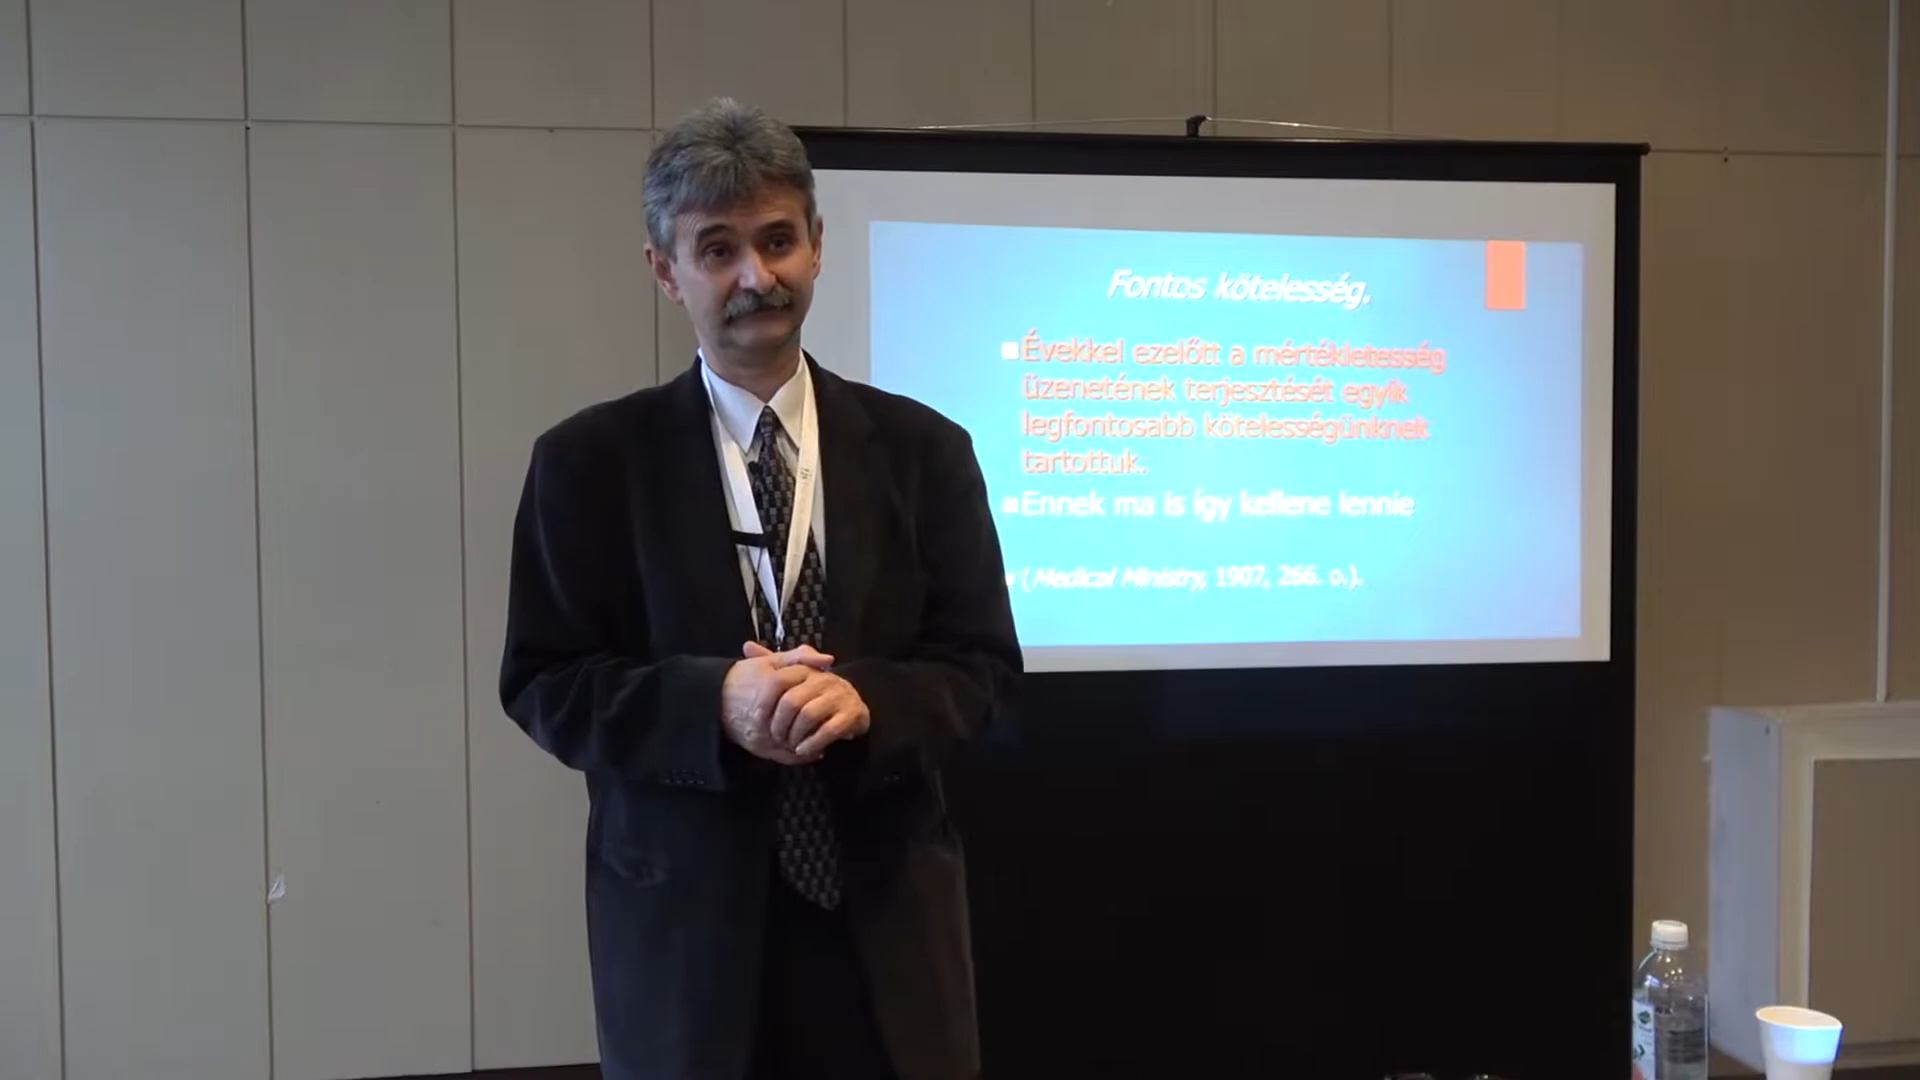 Fontos kötelesség.
Évekkel ezelőtt a mértékletesség
üzenetének terjesztését egyik
legfontosabb kötelességünknek
tartottuk.
Ennek ma is így kellene lennie
(Medical Ministry, 1907, 266. o.).